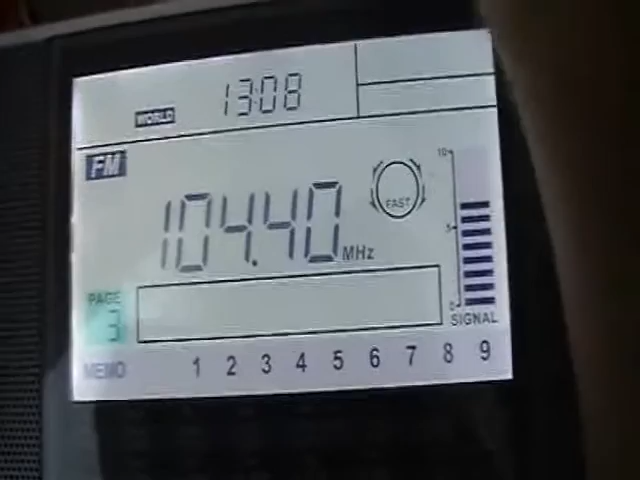 13:08
WORLD
FM
104.40 MHz
FAST
10
5
0
SIGNAL
PAGE
3
MEMO 1 2 3 4 5 6 7 8 9